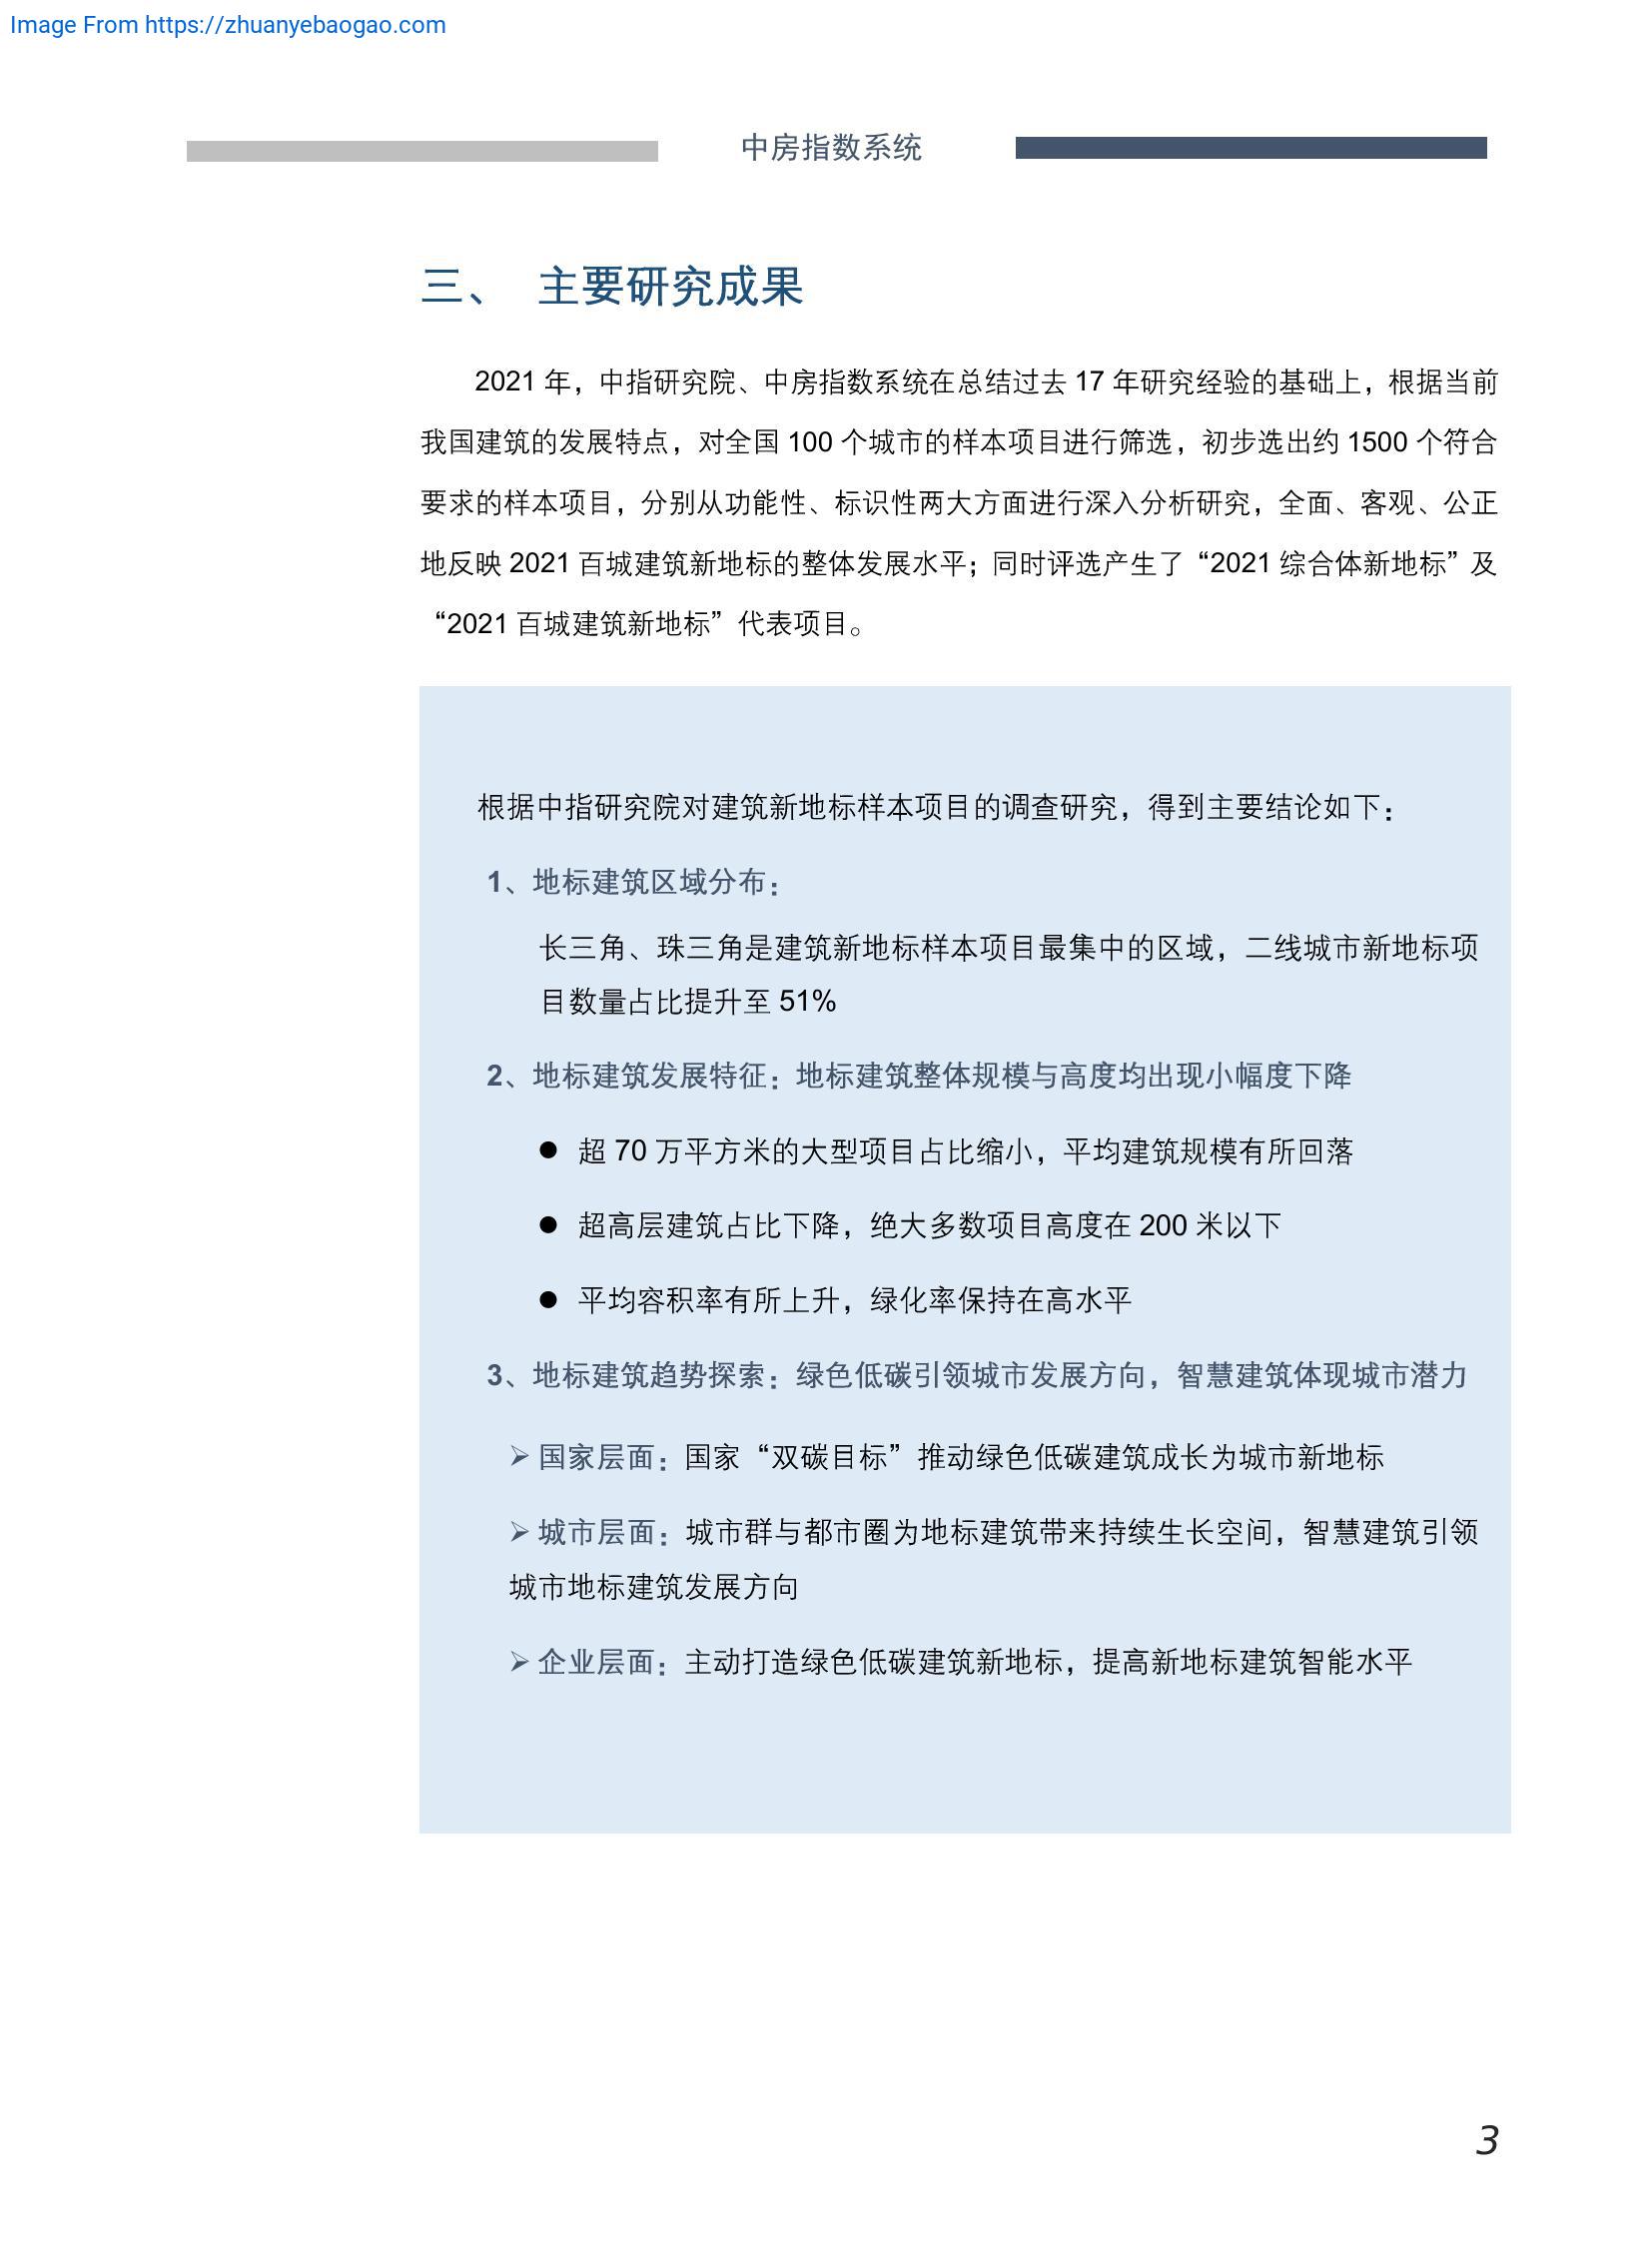 Image From https://zhuanyebaogao.com
中房指数系统
三、 主要研究成果
2021 年，中指研究院、中房指数系统在总结过去 17 年研究经验的基础上，根据当前
我国建筑的发展特点，对全国 100 个城市的样本项目进行筛选，初步选出约 1500 个符合
要求的样本项目，分别从功能性、标识性两大方面进行深入分析研究，全面、客观、公正
地反映 2021 百城建筑新地标的整体发展水平；同时评选产生了“2021 综合体新地标”及
“2021 百城建筑新地标”代表项目。
根据中指研究院对建筑新地标样本项目的调查研究，得到主要结论如下：
1、地标建筑区域分布：
长三角、珠三角是建筑新地标样本项目最集中的区域，二线城市新地标项
目数量占比提升至 51%
2、地标建筑发展特征：地标建筑整体规模与高度均出现小幅度下降
● 超 70 万平方米的大型项目占比缩小，平均建筑规模有所回落
● 超高层建筑占比下降，绝大多数项目高度在 200 米以下
● 平均容积率有所上升，绿化率保持在高水平
3、地标建筑趋势探索：绿色低碳引领城市发展方向，智慧建筑体现城市潜力
➢ 国家层面：国家“双碳目标”推动绿色低碳建筑成长为城市新地标
➢ 城市层面：城市群与都市圈为地标建筑带来持续生长空间，智慧建筑引领
城市地标建筑发展方向
➢ 企业层面：主动打造绿色低碳建筑新地标，提高新地标建筑智能水平
3